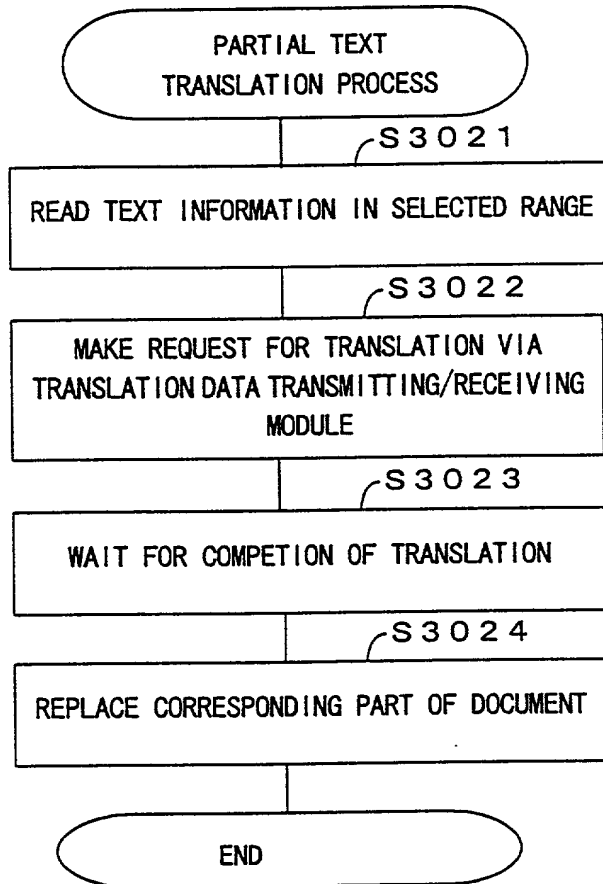 PARTIAL TEXT
TRANSLATION PROCESS
S3021
READ TEXT INFORMATION IN SELECTED RANGE
S3022
MAKE REQUEST FOR TRANSLATION VIA
TRANSLATION DATA TRANSMITTING/RECEIVING
MODULE
S3023
WAIT FOR COMPETION OF TRANSLATION
S3024
REPLACE CORRESPONDING PART OF DOCUMENT
END